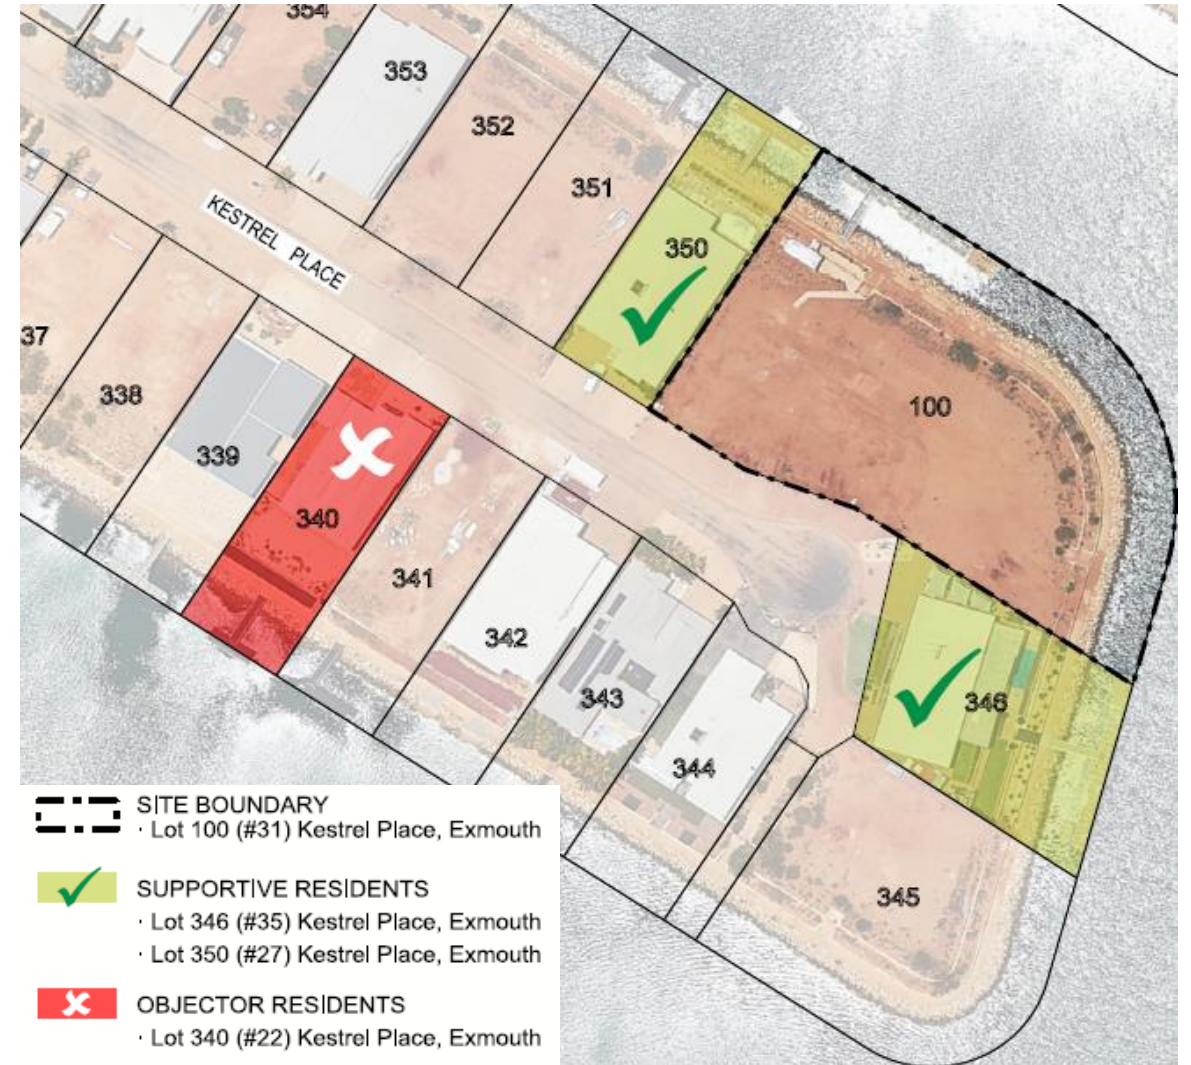 354
353
352
351
350
KESTREL PLACE
100
37
338
339
340
341
342
343
344
346
345
SITE BOUNDARY
· Lot 100 (#31) Kestrel Place, Exmouth
SUPPORTIVE RESIDENTS
· Lot 346 (#35) Kestrel Place, Exmouth
· Lot 350 (#27) Kestrel Place, Exmouth
OBJECTOR RESIDENTS
· Lot 340 (#22) Kestrel Place, Exmouth